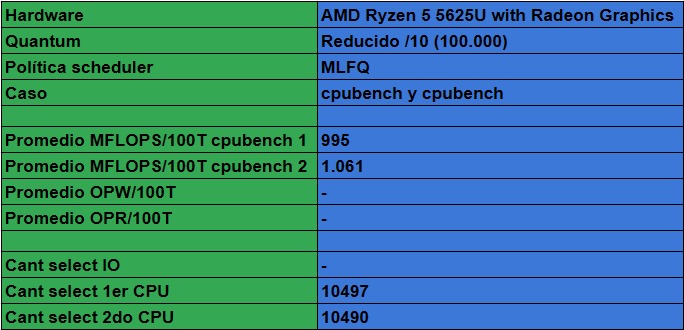 Hardware AMD Ryzen 5 5625U with Radeon Graphics
Quantum Reducido /10 (100.000)
Política scheduler MLFQ
Caso cpubench y cpubench
Promedio MFLOPS/100T cpubench 1 995
Promedio MFLOPS/100T cpubench 2 1.061
Promedio OPW/100T -
Promedio OPR/100T -
Cant select IO -
Cant select 1er CPU 10497
Cant select 2do CPU 10490